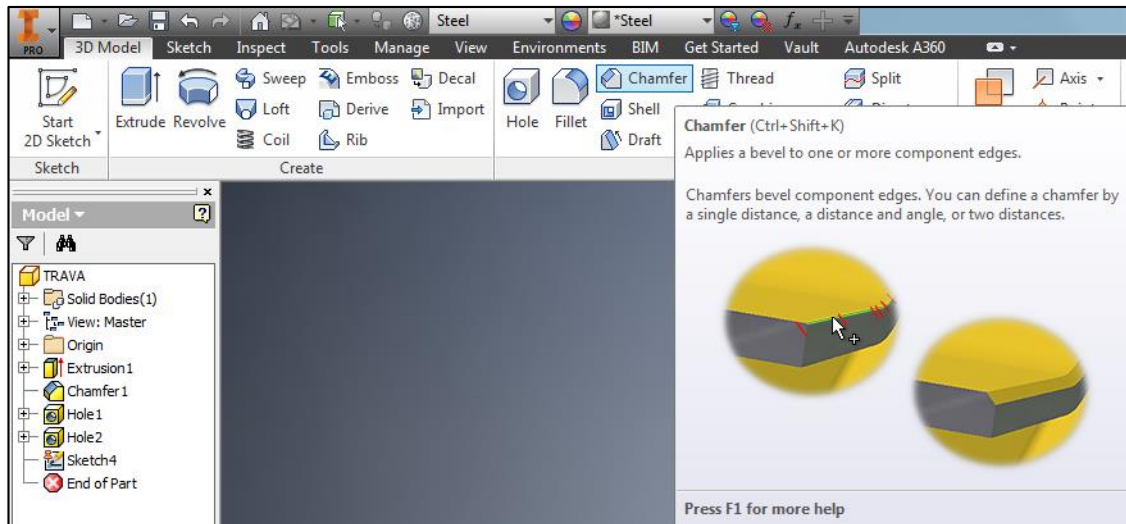 Steel
*Steel
fx
PRO
3D Model Sketch Inspect Tools Manage View Environments BIM Get Started Vault Autodesk A360
Start
2D Sketch
Extrude
Revolve
Sweep
Loft
Coil
Emboss
Derive
Rib
Decal
Import
Hole
Fillet
Chamfer
Shell
Draft
Thread
Split
Axis
Sketch
Create
Chamfer (Ctrl+Shift+K)
Applies a bevel to one or more component edges.
Chamfers bevel component edges. You can define a chamfer by
a single distance, a distance and angle, or two distances.
Press F1 for more help
Model
TRAVA
Solid Bodies(1)
View: Master
Origin
Extrusion1
Chamfer1
Hole1
Hole2
Sketch4
End of Part